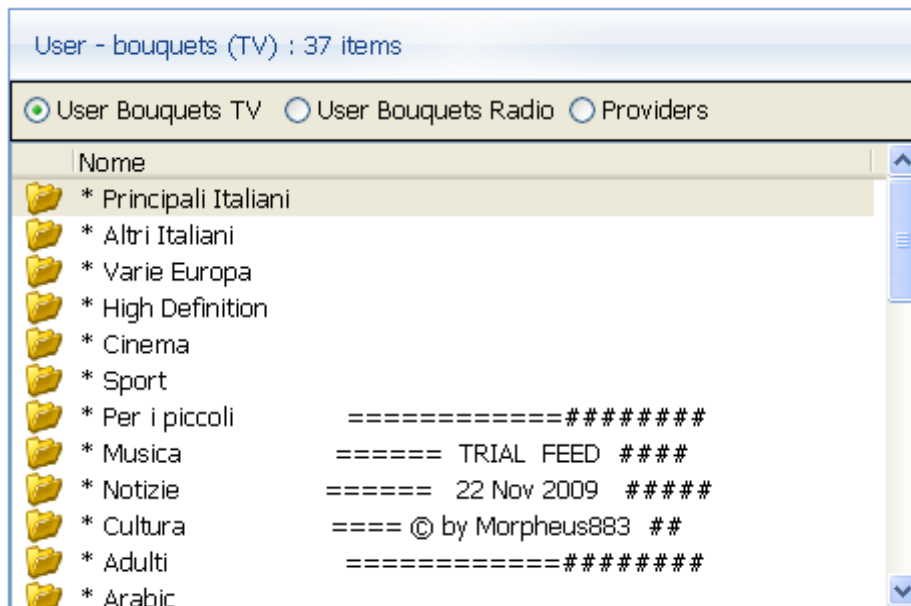 User - bouquets (TV) : 37 items
User Bouquets TV User Bouquets Radio Providers
Nome
* Principali Italiani
* Altri Italiani
* Varie Europa
* High Definition
* Cinema
* Sport
* Per i piccoli ============########
* Musica ====== TRIAL FEED ####
* Notizie ====== 22 Nov 2009 #####
* Cultura ==== © by Morpheus883 ##
* Adulti ============########
* Arabic